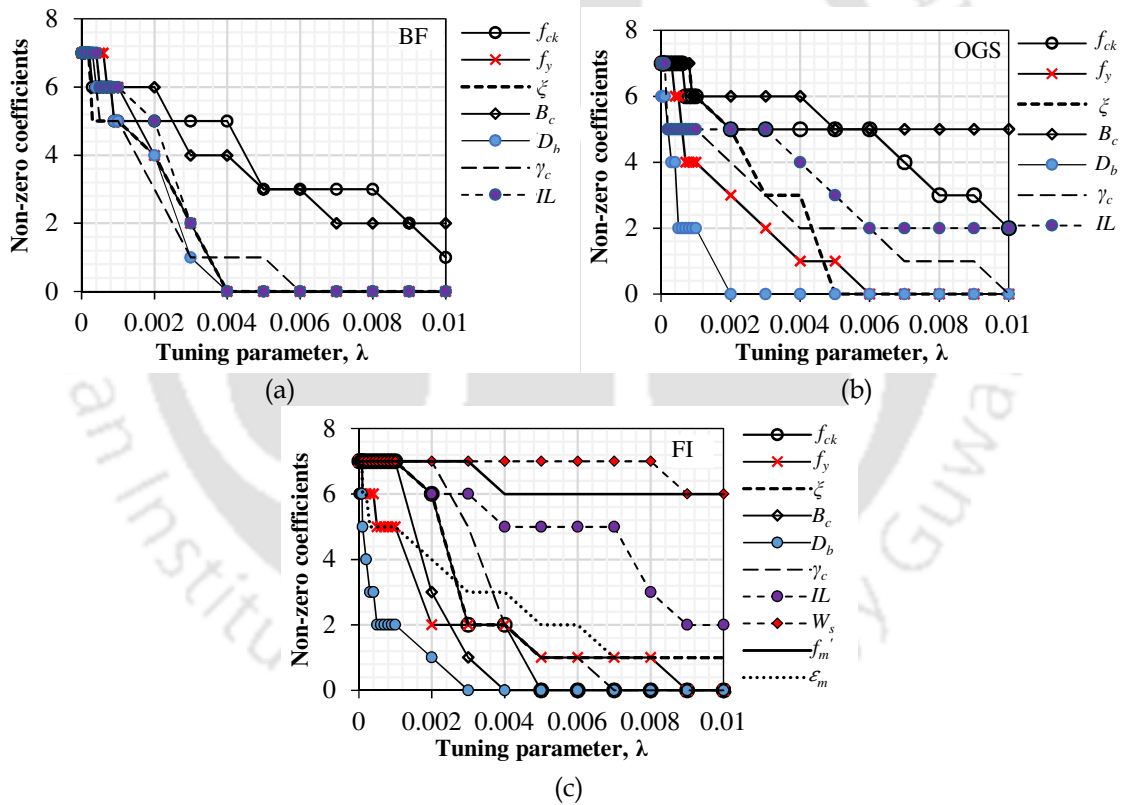 BF
Non-zero coefficients
8
6
4
2
0
0 0.002 0.004 0.006 0.008 0.01
Tuning parameter, λ
f_ck
f_y
ξ
B_c
D_b
γ_c
IL
(a)
OGS
Non-zero coefficients
8
6
4
2
0
0 0.002 0.004 0.006 0.008 0.01
Tuning parameter, λ
f_ck
f_y
ξ
B_c
D_b
γ_c
IL
(b)
FI
Non-zero coefficients
8
6
4
2
0
0 0.002 0.004 0.006 0.008 0.01
Tuning parameter, λ
f_ck
f_y
ξ
B_c
D_b
γ_c
IL
W_s
f_m'
ε_m
(c)
an Institu
y Guwa